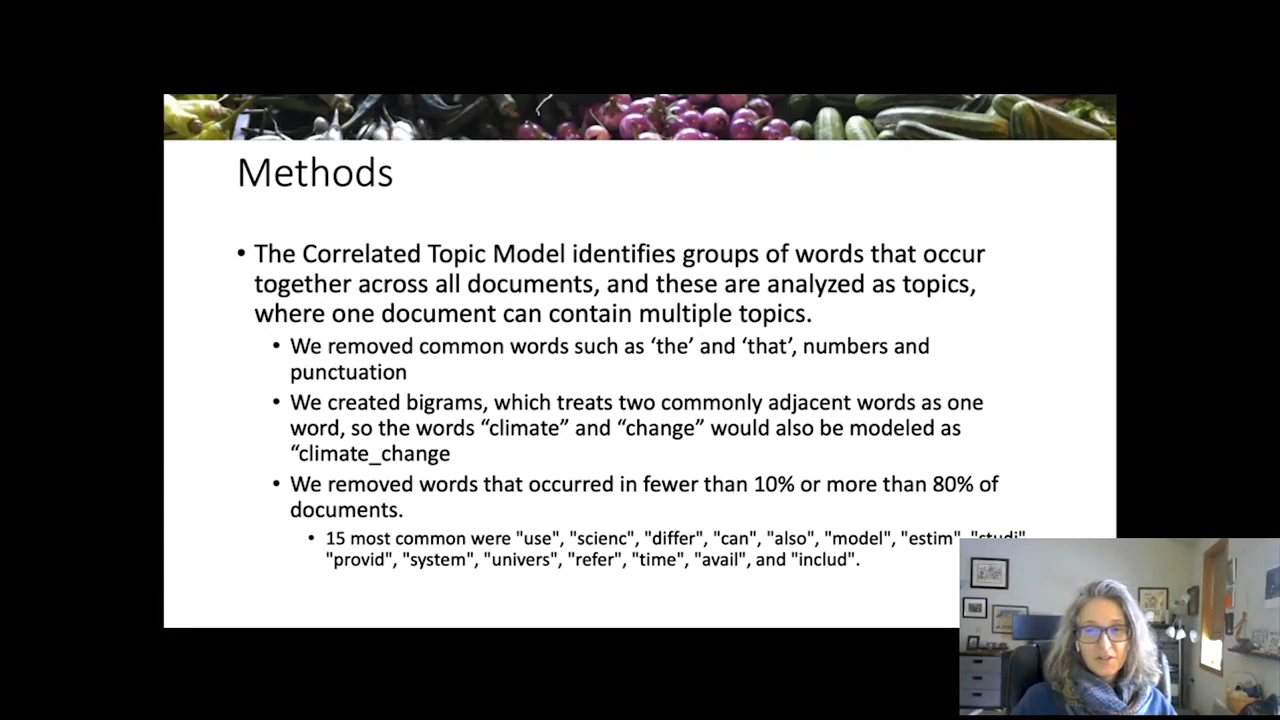 Methods
• The Correlated Topic Model identifies groups of words that occur
together across all documents, and these are analyzed as topics,
where one document can contain multiple topics.
• We removed common words such as ‘the’ and ‘that’, numbers and
punctuation
• We created bigrams, which treats two commonly adjacent words as one
word, so the words “climate” and “change” would also be modeled as
“climate_change
• We removed words that occurred in fewer than 10% or more than 80% of
documents.
• 15 most common were "use", "scienc", "differ", "can", "also", "model", "estim", "studi"
"provid", "system", "univers", "refer", "time", "avail", and "includ".